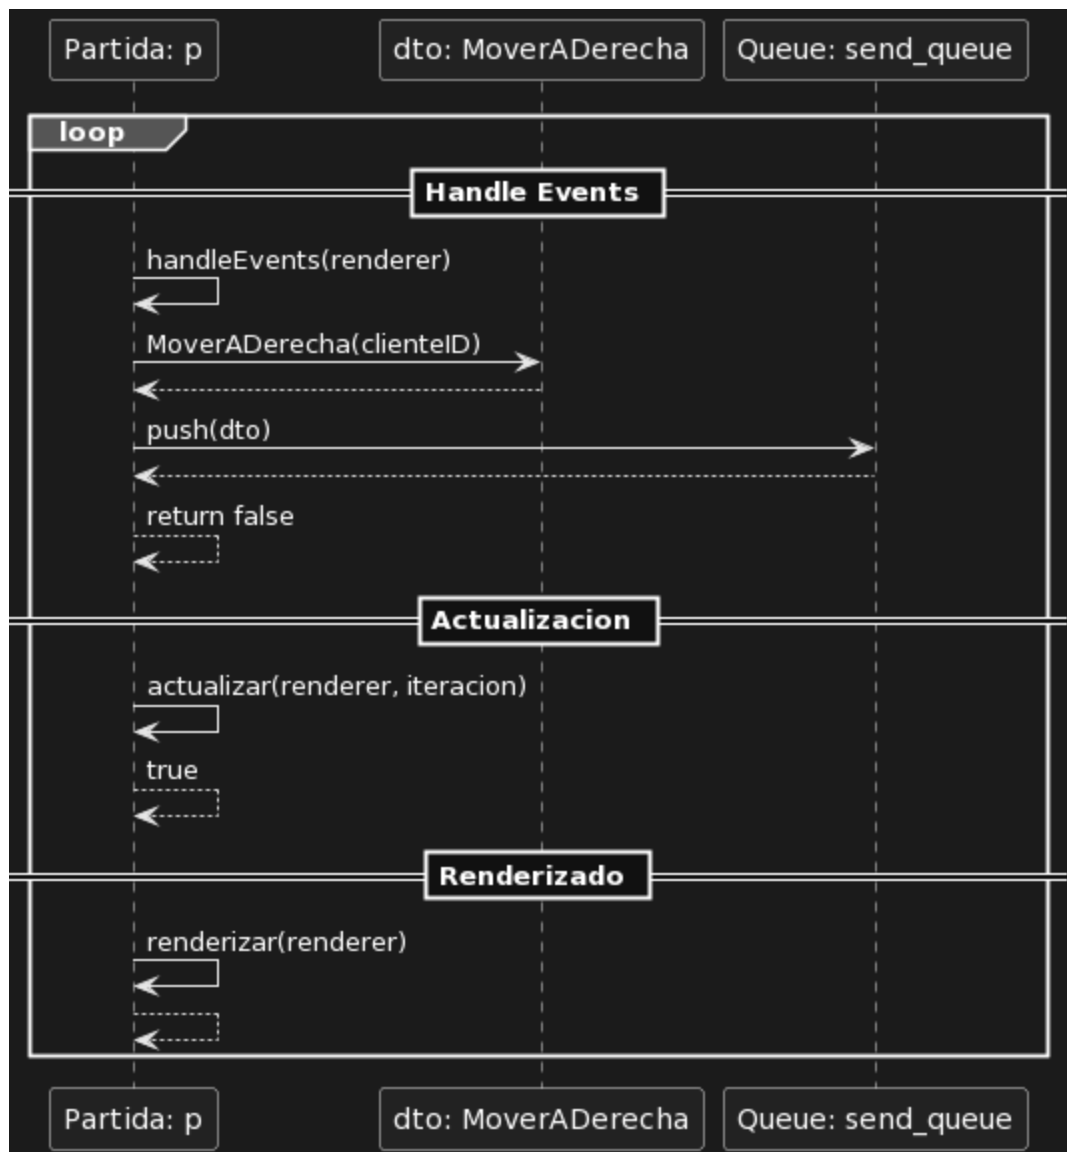 Partida: p
dto: MoverADerecha
Queue: send_queue
loop
Handle Events
handleEvents(renderer)
MoverADerecha(clienteID)
push(dto)
return false
Actualizacion
actualizar(renderer, iteracion)
true
Renderizado
renderizar(renderer)
Partida: p
dto: MoverADerecha
Queue: send_queue